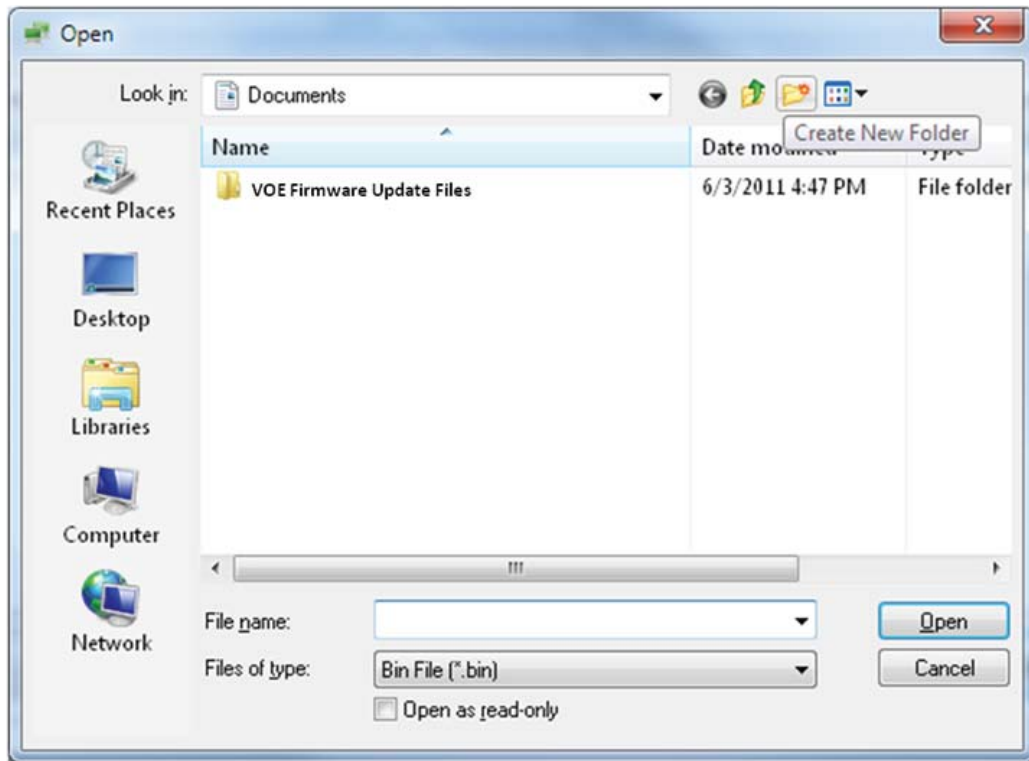 Open
Look in:
Documents
Create New Folder
Name
Date modified
Type
VOE Firmware Update Files
6/3/2011 4:47 PM
File folder
Recent Places
Desktop
Libraries
Computer
Network
File name:
Open
Files of type:
Bin File (*.bin)
Cancel
Open as read-only